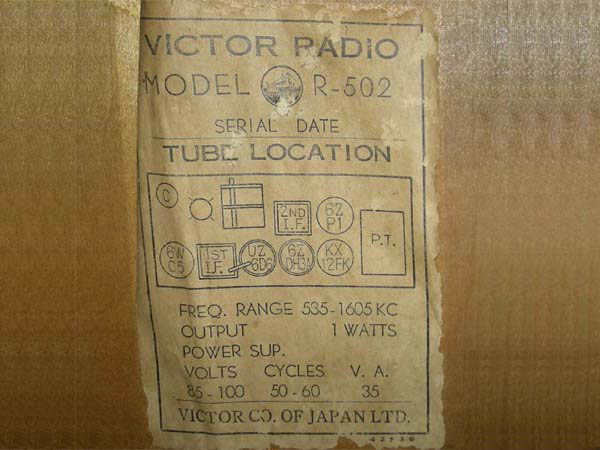 VICTOR RADIO
MODEL R-502
SERIAL DATE
TUBE LOCATION
C
2ND
I.F.
6Z
P1
P.T.
6W
C5
1ST
I.F.
UZ
6D6
6Z
DH3A
KX
12FK
FREQ. RANGE 535-1605 KC
OUTPUT 1 WATTS
POWER SUP.
VOLTS CYCLES V. A.
85-100 50-60 35
VICTOR CO. OF JAPAN LTD.